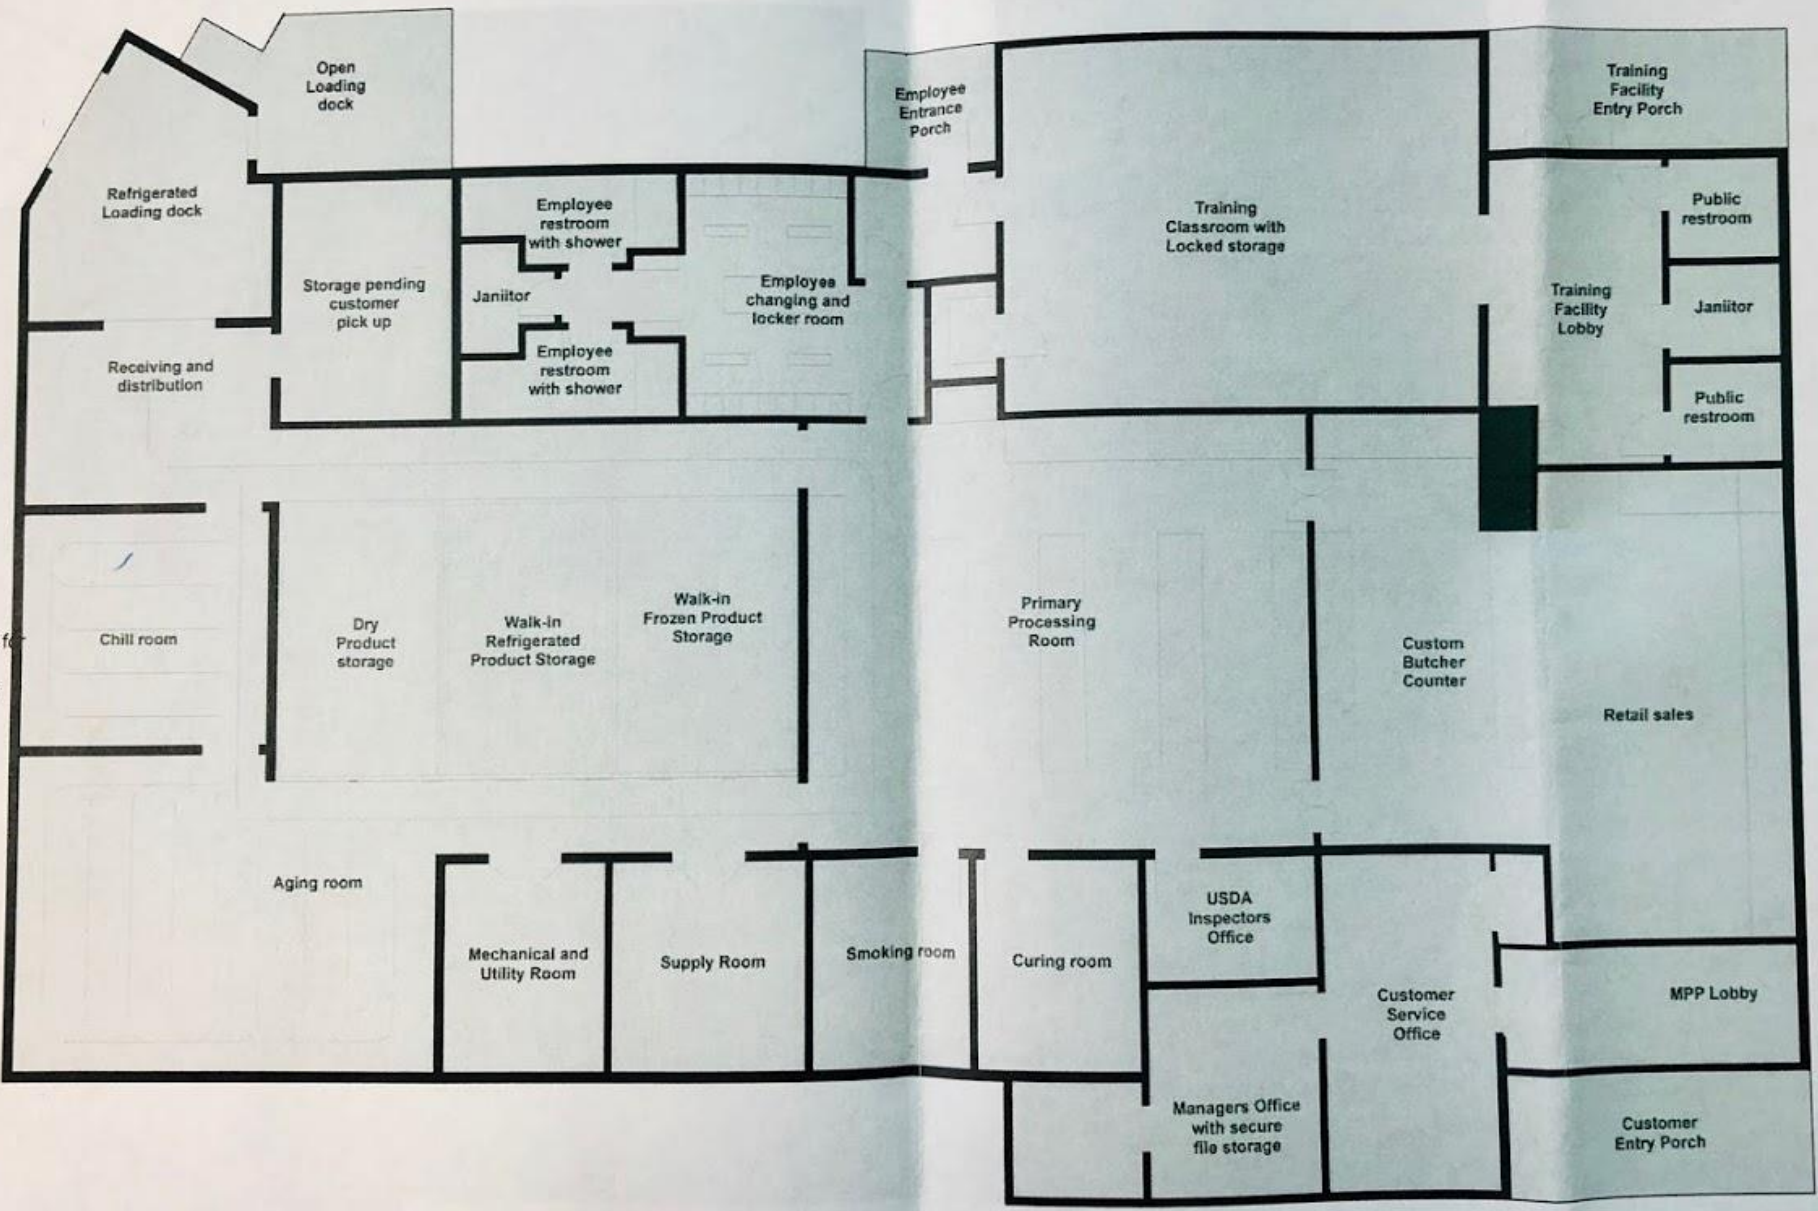 Open
Loading
dock
Employee
Entrance
Porch
Training
Facility
Entry Porch
Refrigerated
Loading dock
Employee
restroom
with shower
Training
Classroom with
Locked storage
Public
restroom
Storage pending
customer
pick up
Janiitor
Employee
changing and
locker room
Training
Facility
Lobby
Janiitor
Receiving and
distribution
Employee
restroom
with shower
Public
restroom
for
Chill room
Dry
Product
storage
Walk-in
Refrigerated
Product Storage
Walk-in
Frozen Product
Storage
Primary
Processing
Room
Custom
Butcher
Counter
Retail sales
Aging room
Mechanical and
Utility Room
Supply Room
Smoking room
Curing room
USDA
Inspectors
Office
Customer
Service
Office
MPP Lobby
Managers Office
with secure
file storage
Customer
Entry Porch